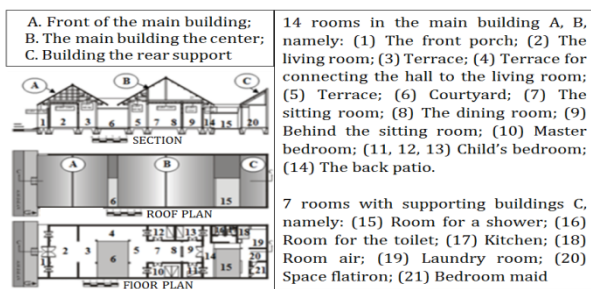 A. Front of the main building;
B. The main building the center;
C. Building the rear support
A
B
C
2 3 6 5 7 8 9 14 15 20
SECTION
A
B
C
6
15
ROOF PLAN
4
12
13
18
19
2 3 6 5 7 8 9 14 20
15
21
10
FlOOR PLAN
14 rooms in the main building A, B,
namely: (1) The front porch; (2) The
living room; (3) Terrace; (4) Terrace for
connecting the hall to the living room;
(5) Terrace; (6) Courtyard; (7) The
sitting room; (8) The dining room; (9)
Behind the sitting room; (10) Master
bedroom; (11, 12, 13) Child's bedroom;
(14) The back patio.
7 rooms with supporting buildings C,
namely: (15) Room for a shower; (16)
Room for the toilet; (17) Kitchen; (18)
Room air; (19) Laundry room; (20)
Space flatiron; (21) Bedroom maid